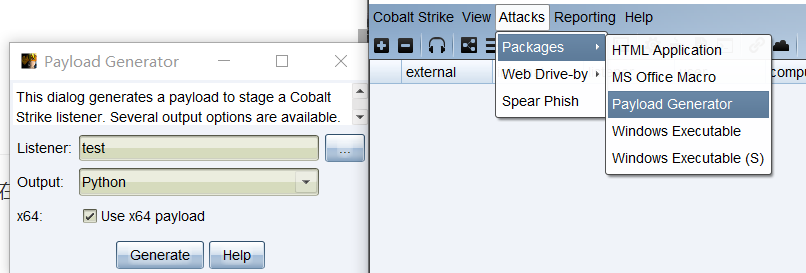 Payload Generator
This dialog generates a payload to stage a Cobalt
Strike listener. Several output options are available.
Listener: test ...
Output: Python
x64: Use x64 payload
Generate Help
在
Cobalt Strike View Attacks Reporting Help
Packages
Web Drive-by
Spear Phish
HTML Application
MS Office Macro
Payload Generator
Windows Executable
Windows Executable (S)
external
compu